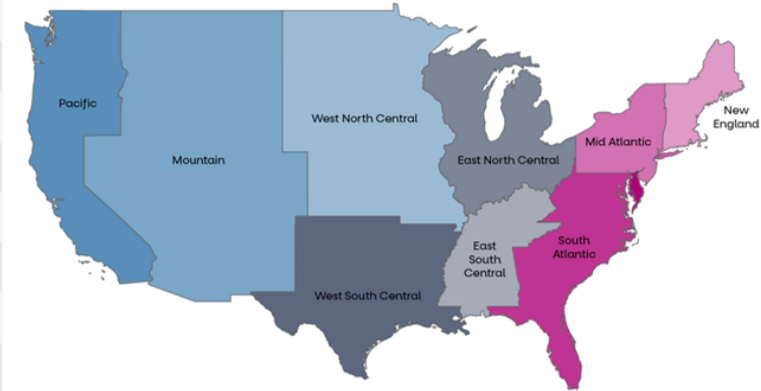 Pacific
Mountain
West North Central
East North Central
Mid Atlantic
New
England
West South Central
East
South
Central
South
Atlantic